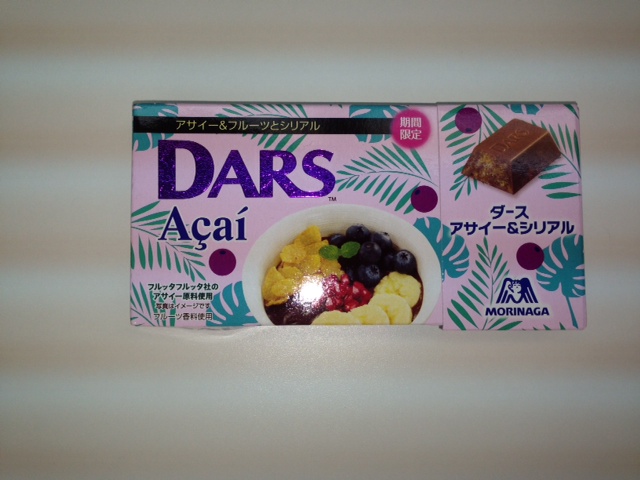 アサイー&フルーツとシリアル
期間
限定
DARS
™
Açaí
フルッタフルッタ社の
アサイー原料使用
写真はイメージです
フルーツ香料使用
DARS
ダース
アサイー&シリアル
MORINAGA